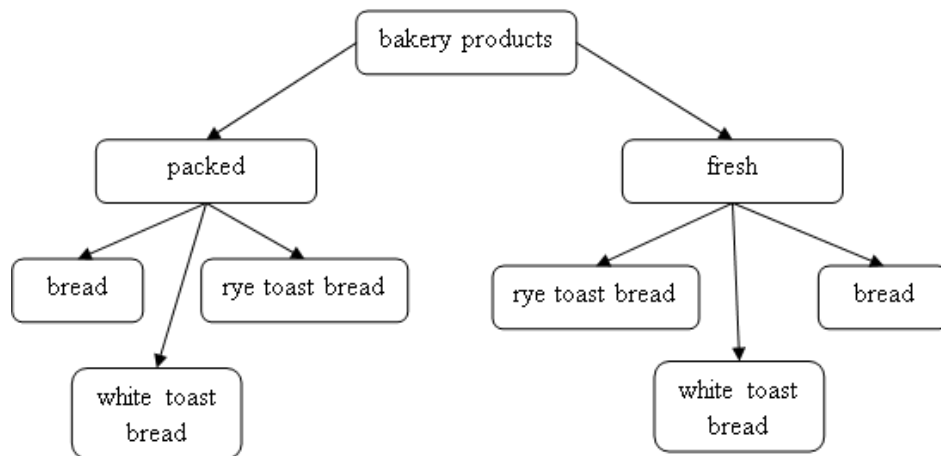 bakery products
packed
fresh
bread
rye toast bread
rye toast bread
bread
white toast
bread
white toast
bread